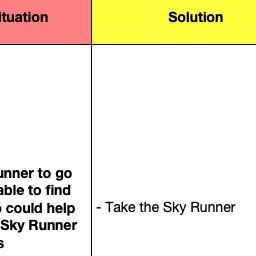 ituation
Solution
unner to go
able to find
could help
- Take the Sky Runner
Sky Runner
s